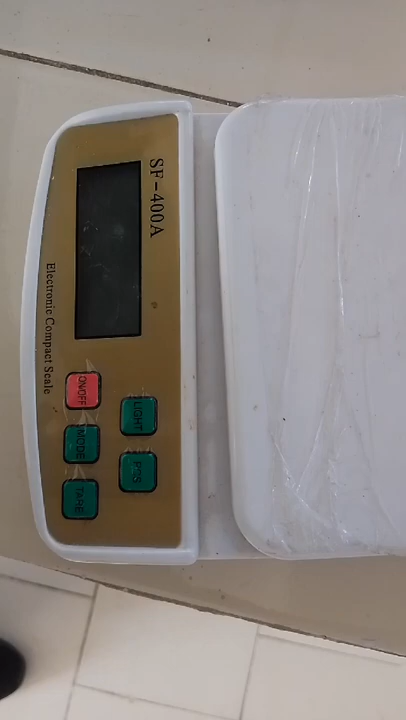 SF-400A
LIGHT
PCS
ON/OFF
MODE
TARE
Electronic Compact Scale